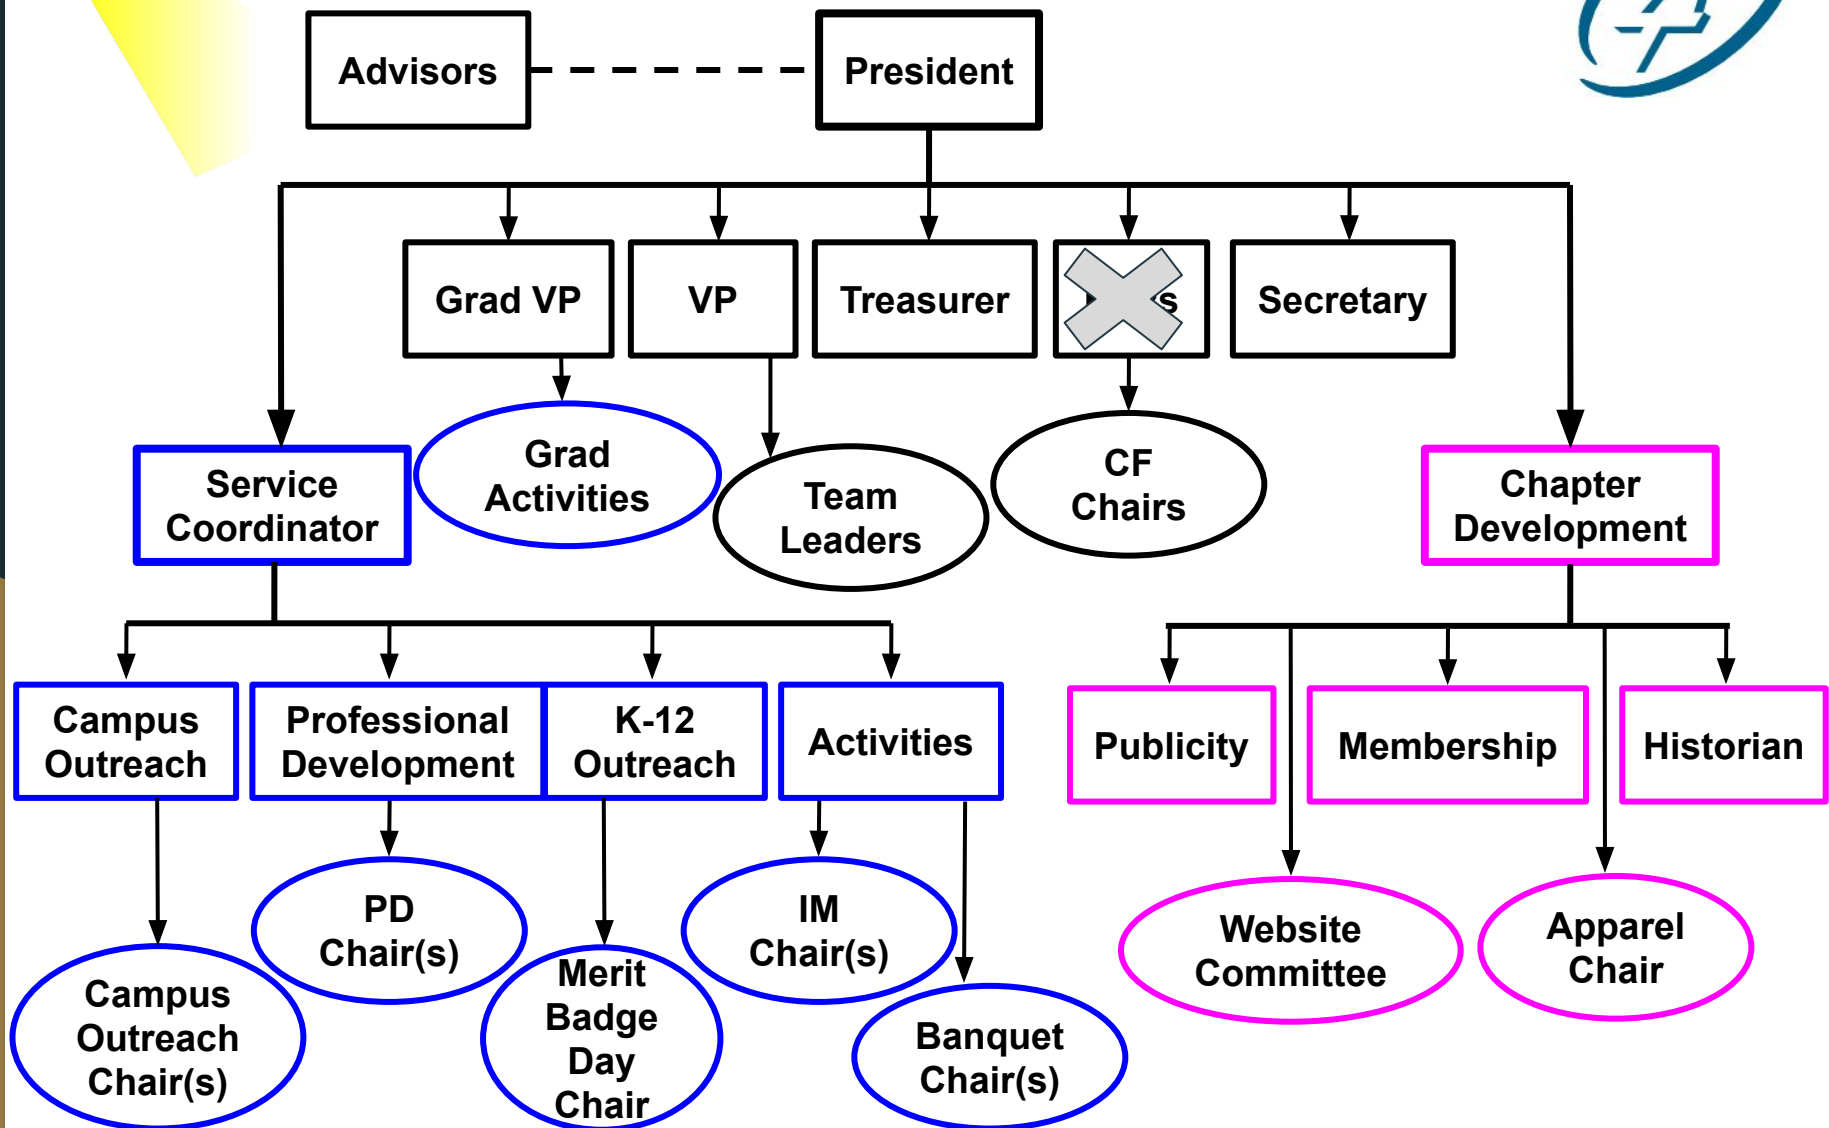 Advisors
President
Grad VP
VP
Treasurer
Secretary
Service
Coordinator
Grad
Activities
Team
Leaders
CF
Chairs
Chapter
Development
Campus
Outreach
Professional
Development
K-12
Outreach
Activities
Publicity
Membership
Historian
Campus
Outreach
Chair(s)
PD
Chair(s)
Merit
Badge
Day
Chair
IM
Chair(s)
Banquet
Chair(s)
Website
Committee
Apparel
Chair